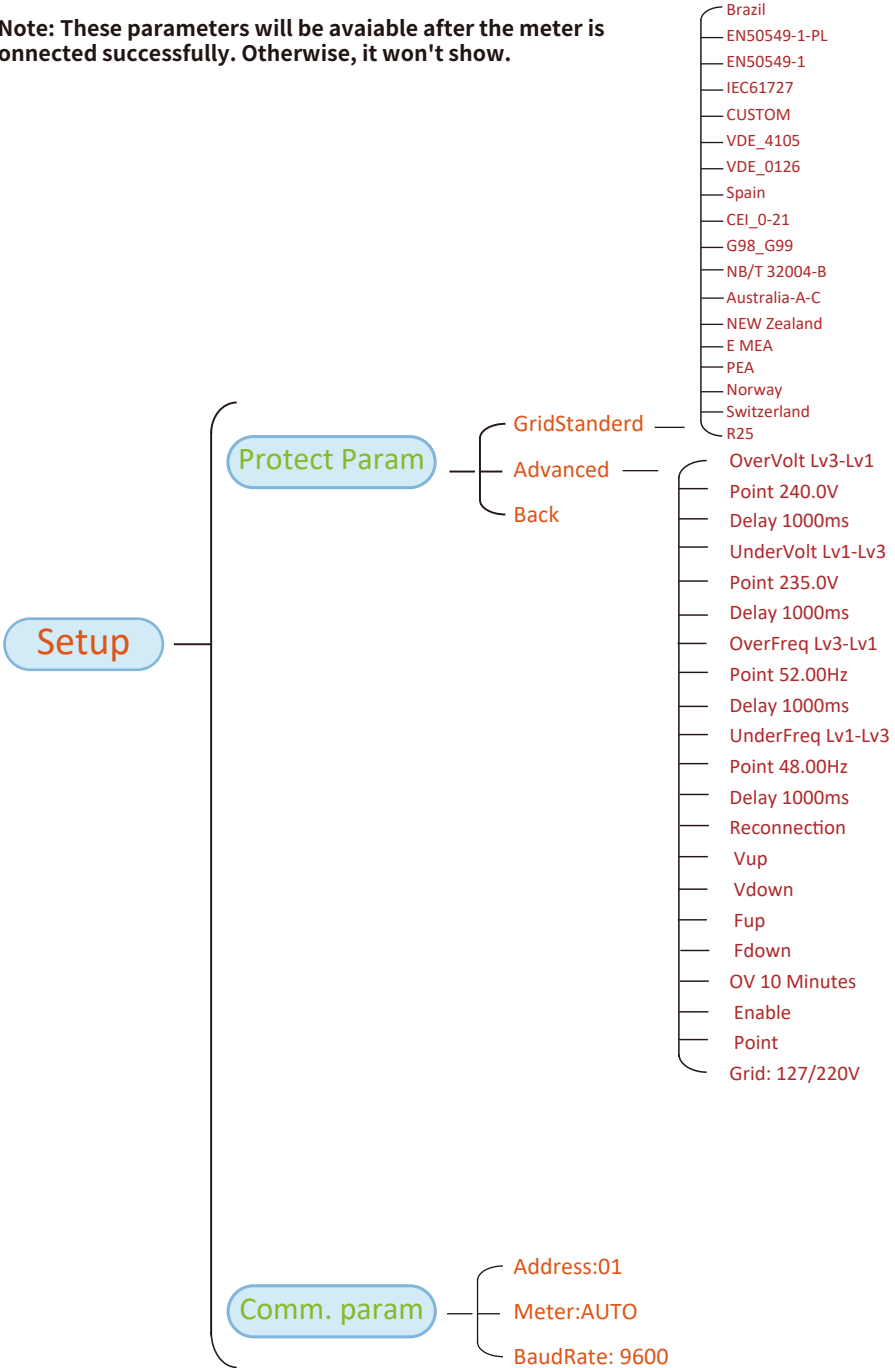 Note: These parameters will be avaiable after the meter is
onnected successfully. Otherwise, it won't show.
Brazil
EN50549-1-PL
EN50549-1
IEC61727
CUSTOM
VDE_4105
VDE_0126
Spain
CEI_0-21
G98_G99
NB/T 32004-B
Australia-A-C
NEW Zealand
E MEA
PEA
Norway
Switzerland
R25
Setup
Protect Param
GridStanderd
Advanced
Back
OverVolt Lv3-Lv1
Point 240.0V
Delay 1000ms
UnderVolt Lv1-Lv3
Point 235.0V
Delay 1000ms
OverFreq Lv3-Lv1
Point 52.00Hz
Delay 1000ms
UnderFreq Lv1-Lv3
Point 48.00Hz
Delay 1000ms
Reconnection
Vup
Vdown
Fup
Fdown
OV 10 Minutes
Enable
Point
Grid: 127/220V
Comm. param
Address:01
Meter:AUTO
BaudRate: 9600